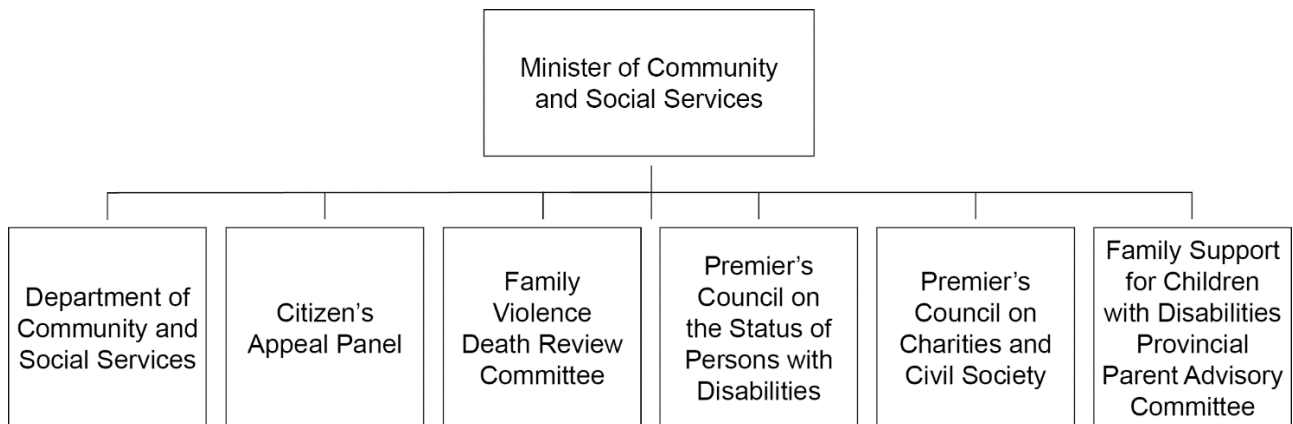 Minister of Community
and Social Services
Department of
Community and
Social Services
Citizen’s
Appeal Panel
Family
Violence
Death Review
Committee
Premier’s
Council on
the Status of
Persons with
Disabilities
Premier’s
Council on
Charities and
Civil Society
Family Support
for Children
with Disabilities
Provincial
Parent Advisory
Committee